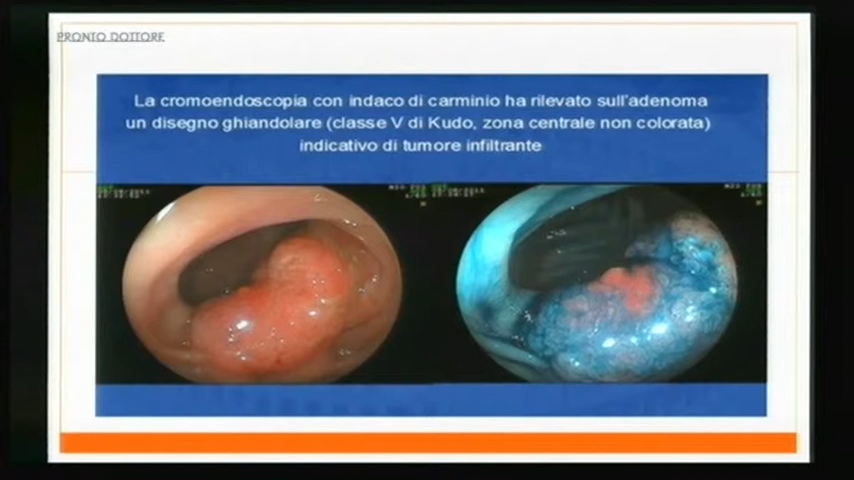 PRONTO DOTTORE
La cromoendoscopia con indaco di carminio ha rilevato sull'adenoma
un disegno ghiandolare (classe V di Kudo, zona centrale non colorata)
indicativo di tumore infiltrante